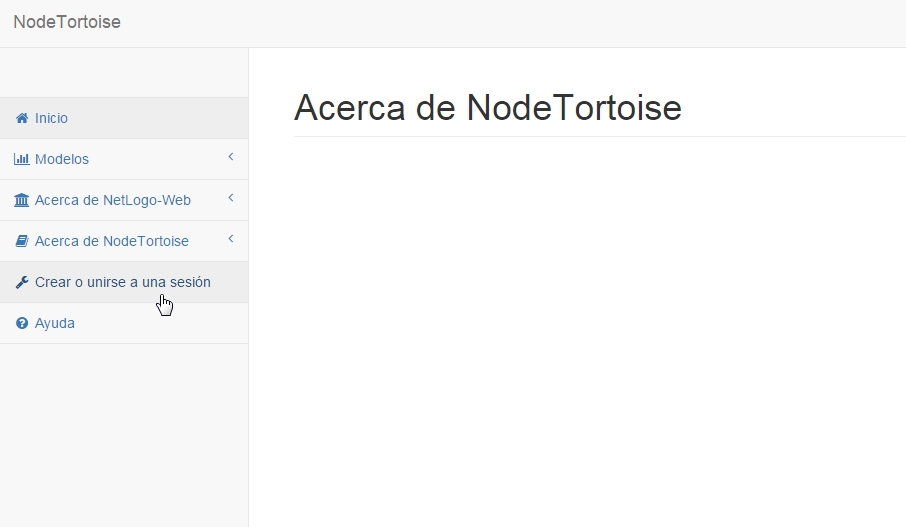 NodeTortoise
Inicio
Modelos
Acerca de NetLogo-Web
Acerca de NodeTortoise
Crear o unirse a una sesión
Ayuda
Acerca de NodeTortoise